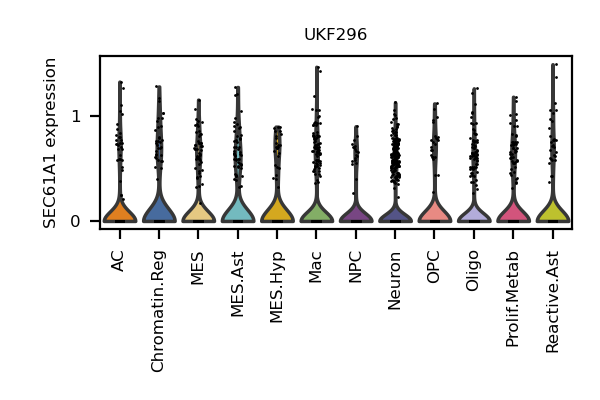 UKF296
SEC61A1 expression
1
0
AC
Chromatin.Reg
MES
MES.Ast
MES.Hyp
Mac
NPC
Neuron
OPC
Oligo
Prolif.Metab
Reactive.Ast